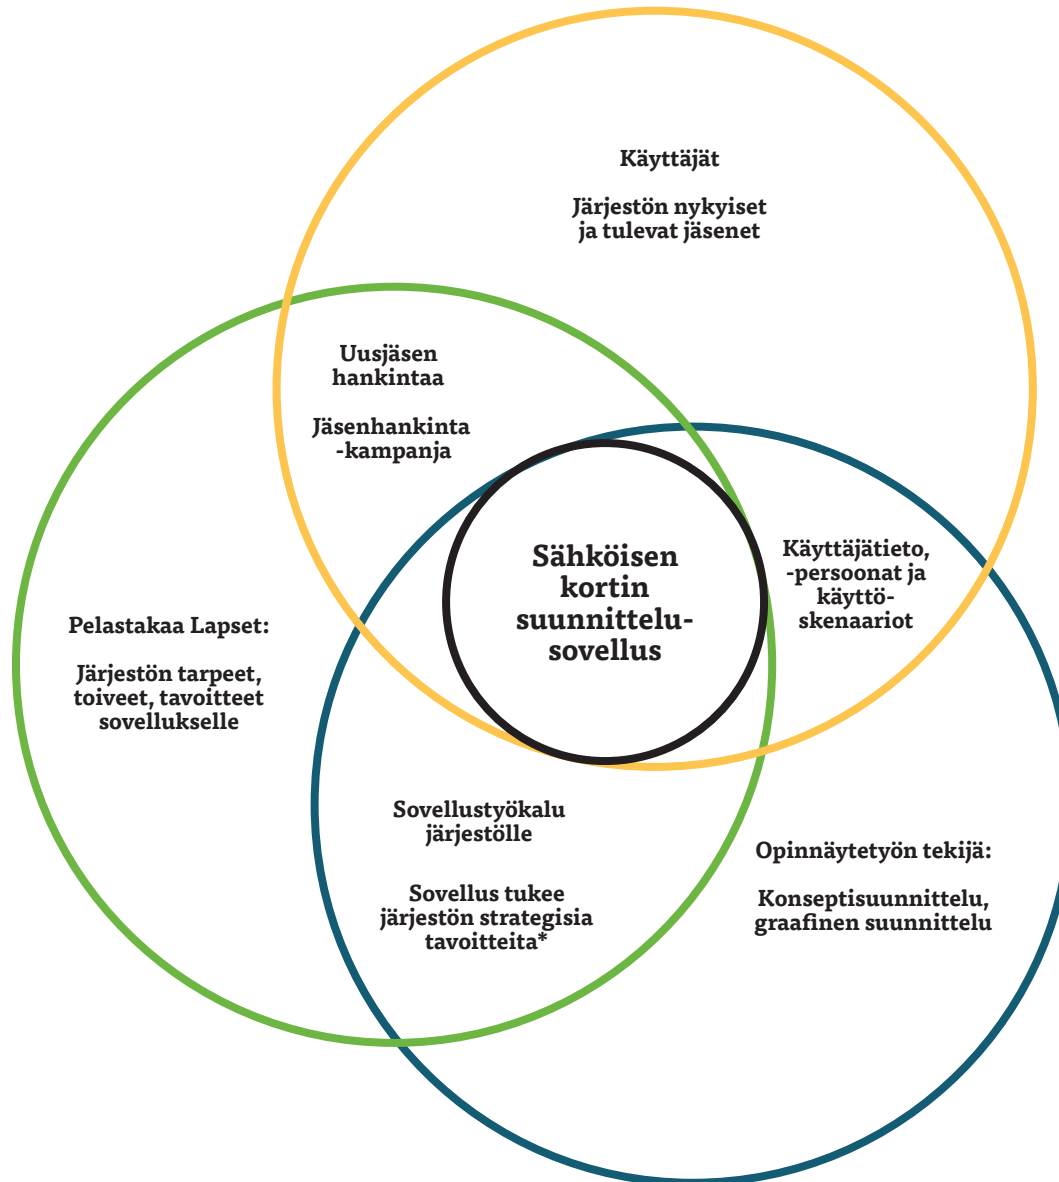 Käyttäjät
Järjestön nykyiset
ja tulevat jäsenet
Uusjäsen
hankintaa
Jäsenhankinta
-kampanja
Sähköisen
kortin
suunnittelu-
sovellus
Käyttäjätieto,
-persoonat ja
käyttö-
skenaariot
Pelastakaa Lapset:
Järjestön tarpeet,
toiveet, tavoitteet
sovellukselle
Sovellustyökalu
järjestölle
Sovellus tukee
järjestön strategisia
tavoitteita*
Opinnäytetyön tekijä:
Konseptisuunnittelu,
graafinen suunnittelu